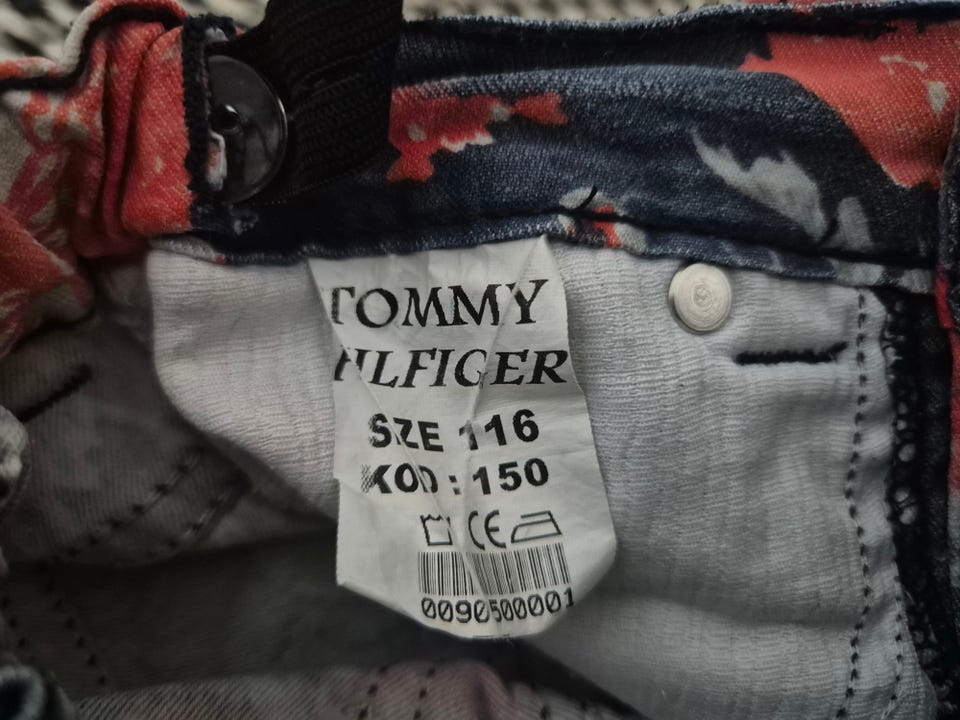 TOMMY
HILFIGER
SIZE 116
KOD : 150
CE
0090500001